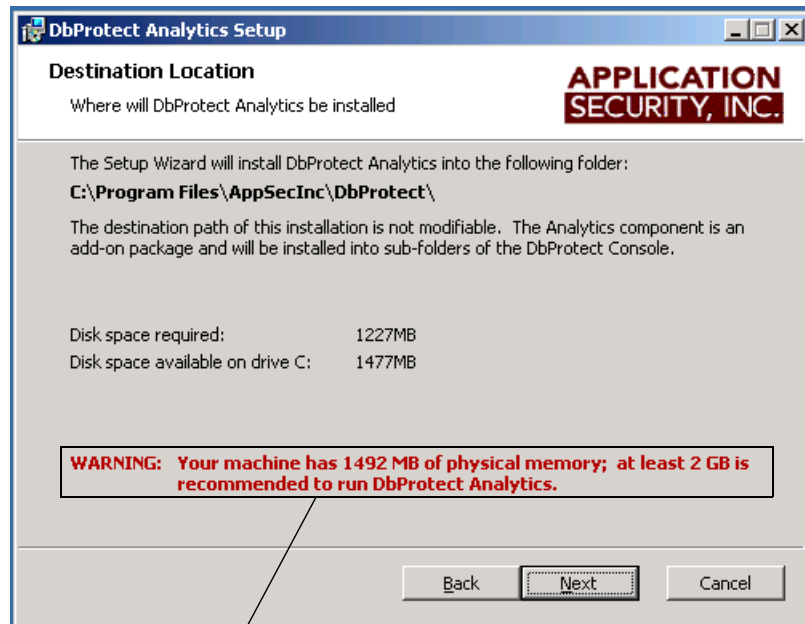 DbProtect Analytics Setup
Destination Location
Where will DbProtect Analytics be installed
APPLICATION
SECURITY, INC.
The Setup Wizard will install DbProtect Analytics into the following folder:
C:\Program Files\AppSecInc\DbProtect\
The destination path of this installation is not modifiable. The Analytics component is an
add-on package and will be installed into sub-folders of the DbProtect Console.
Disk space required: 1227MB
Disk space available on drive C: 1477MB
WARNING: Your machine has 1492 MB of physical memory; at least 2 GB is
recommended to run DbProtect Analytics.
Back Next Cancel